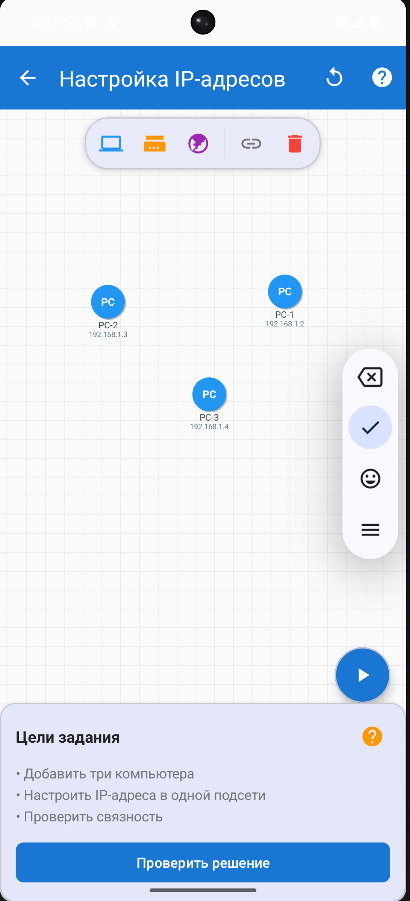 Настройка IP-адресов
PC
PC-2
192.168.1.3
PC
PC-1
192.168.1.2
PC
PC-3
192.168.1.4
Цели задания
• Добавить три компьютера
• Настроить IP-адреса в одной подсети
• Проверить связность
Проверить решение